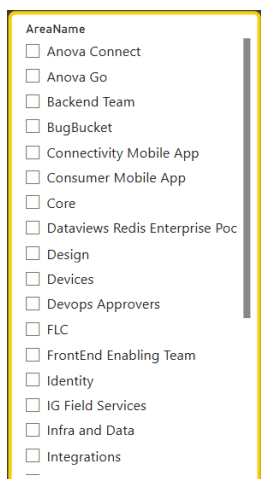 AreaName
Anova Connect
Anova Go
Backend Team
BugBucket
Connectivity Mobile App
Consumer Mobile App
Core
Dataviews Redis Enterprise Poc
Design
Devices
Devops Approvers
FLC
FrontEnd Enabling Team
Identity
IG Field Services
Infra and Data
Integrations